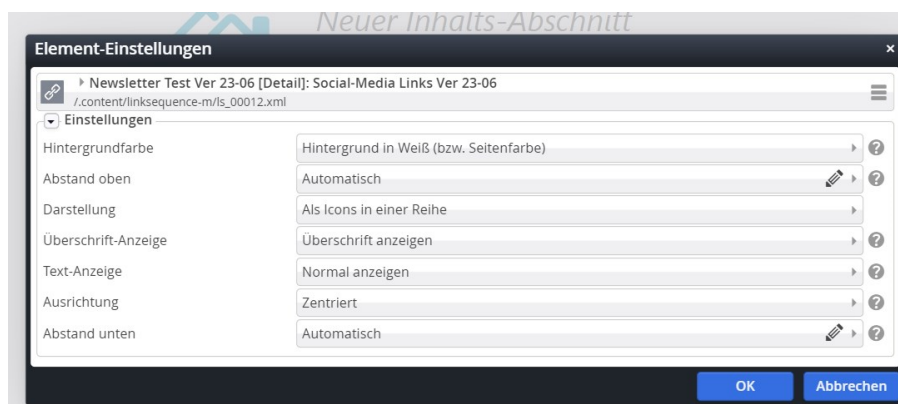 Neuer Inhalts-Abschnitt
Element-Einstellungen
Newsletter Test Ver 23-06 [Detail]: Social-Media Links Ver 23-06
/.content/linksequence-m/ls_00012.xml
Einstellungen
Hintergrundfarbe Hintergrund in Weiß (bzw. Seitenfarbe)
Abstand oben Automatisch
Darstellung Als Icons in einer Reihe
Überschrift-Anzeige Überschrift anzeigen
Text-Anzeige Normal anzeigen
Ausrichtung Zentriert
Abstand unten Automatisch
OK Abbrechen